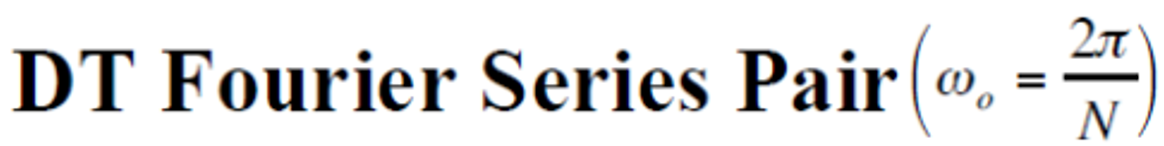 DT Fourier Series Pair (ωₒ = 2π/N)